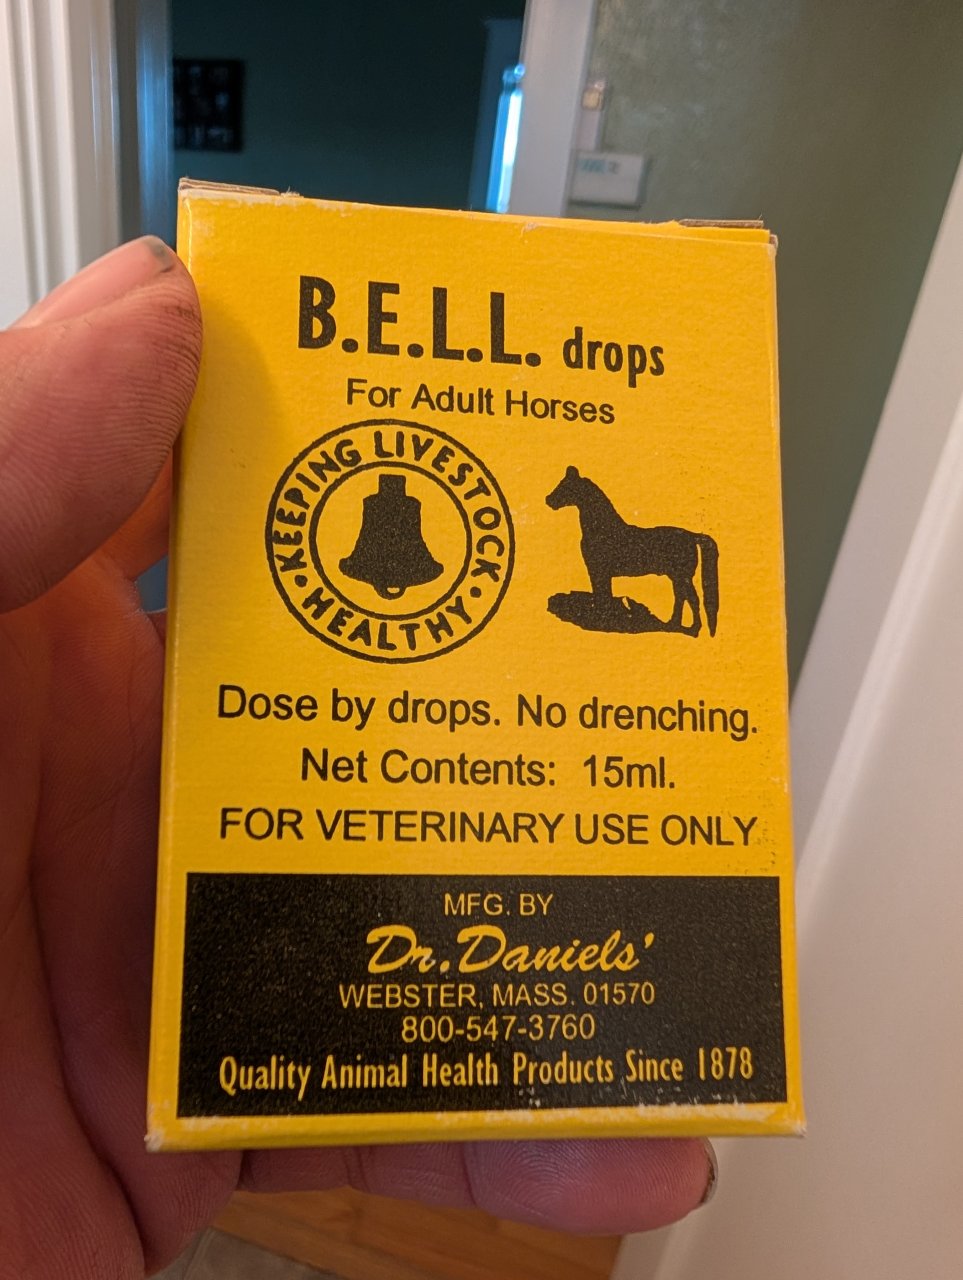 B.E.L.L. drops
For Adult Horses
KEEPING LIVESTOCK
• HEALTHY •
Dose by drops. No drenching.
Net Contents: 15ml.
FOR VETERINARY USE ONLY
MFG. BY
Dr. Daniels'
WEBSTER, MASS. 01570
800-547-3760
Quality Animal Health Products Since 1878